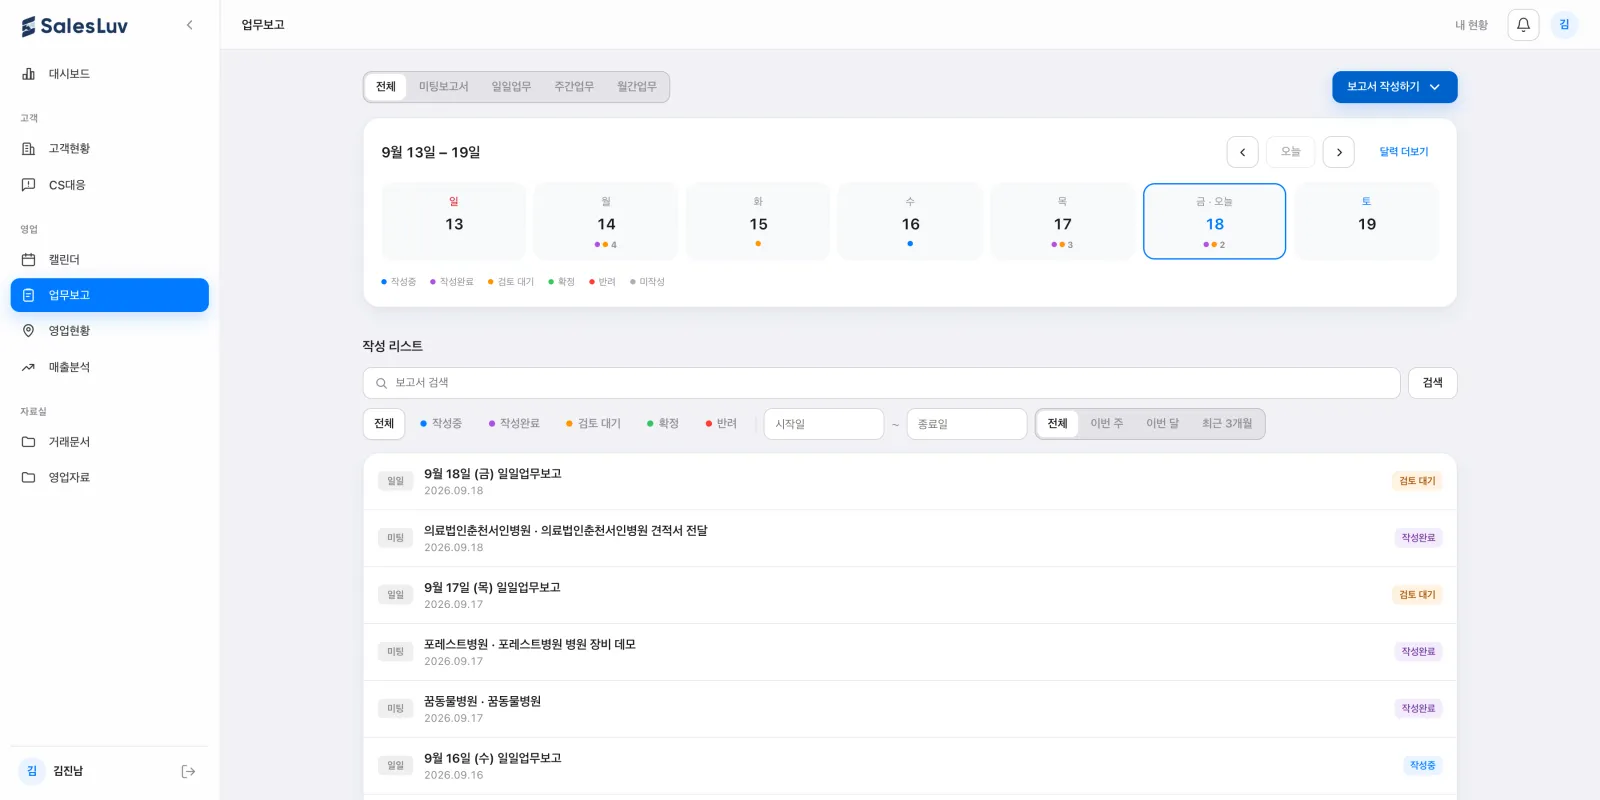 SalesLuv
업무보고
내 현황
김
대시보드
고객
고객현황
CS대응
영업
캘린더
업무보고
영업현황
매출분석
자료실
거래문서
영업자료
김 김진남
전체 미팅보고서 일일업무 주간업무 월간업무
보고서 작성하기
9월 13일 – 19일
오늘
달력 더보기
일 월 화 수 목 금 · 오늘 토
13 14 15 16 17 18 19
4 3 2
작성중 작성완료 검토 대기 확정 반려 미작성
작성 리스트
보고서 검색
검색
전체 작성중 작성완료 검토 대기 확정 반려 시작일 ~ 종료일 전체 이번 주 이번 달 최근 3개월
일일 9월 18일 (금) 일일업무보고 검토 대기
2026.09.18
미팅 의료법인춘천서인병원 · 의료법인춘천서인병원 견적서 전달 작성완료
2026.09.18
일일 9월 17일 (목) 일일업무보고 검토 대기
2026.09.17
미팅 포레스트병원 · 포레스트병원 병원 장비 데모 작성완료
2026.09.17
미팅 꿈동물병원 · 꿈동물병원 작성완료
2026.09.17
일일 9월 16일 (수) 일일업무보고 작성중
2026.09.16